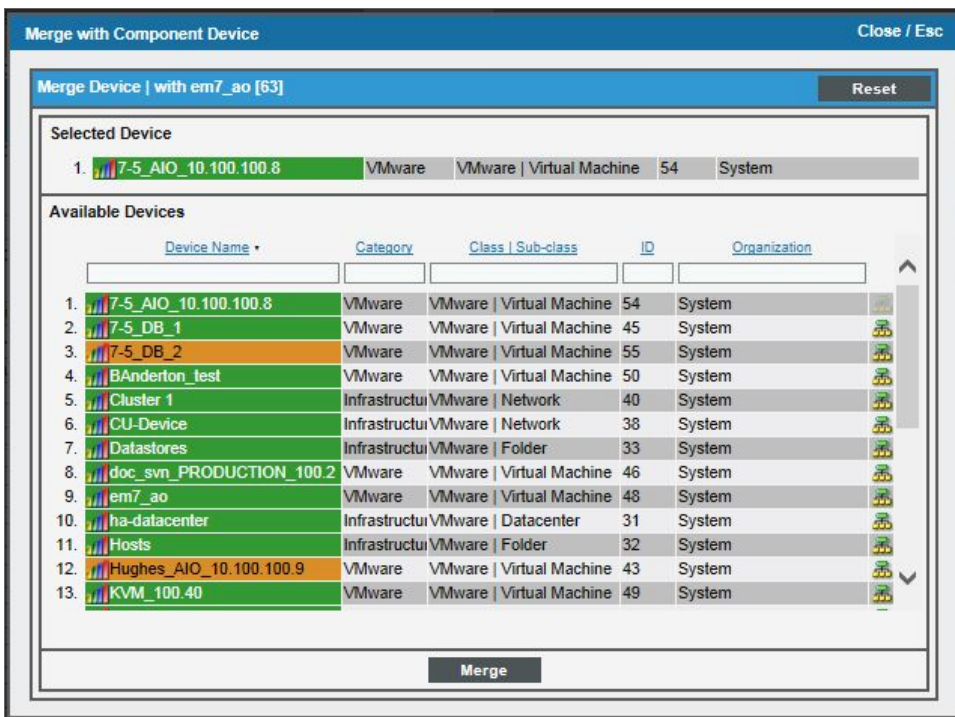 Merge with Component Device Close / Esc
Merge Device | with em7_ao [63] Reset
Selected Device
1. 7-5_AIO_10.100.100.8 VMware VMware | Virtual Machine 54 System
Available Devices
Device Name Category Class | Sub-class ID Organization
1. 7-5_AIO_10.100.100.8 VMware VMware | Virtual Machine 54 System
2. 7-5_DB_1 VMware VMware | Virtual Machine 45 System
3. 7-5_DB_2 VMware VMware | Virtual Machine 55 System
4. BAnderton_test VMware VMware | Virtual Machine 50 System
5. Cluster 1 Infrastructu VMware | Network 40 System
6. CU-Device Infrastructu VMware | Network 38 System
7. Datastores Infrastructu VMware | Folder 33 System
8. doc_svn_PRODUCTION_100.2 VMware VMware | Virtual Machine 46 System
9. em7_ao VMware VMware | Virtual Machine 48 System
10. ha-datacenter Infrastructu VMware | Datacenter 31 System
11. Hosts Infrastructu VMware | Folder 32 System
12. Hughes_AIO_10.100.100.9 VMware VMware | Virtual Machine 43 System
13. KVM_100.40 VMware VMware | Virtual Machine 49 System
Merge